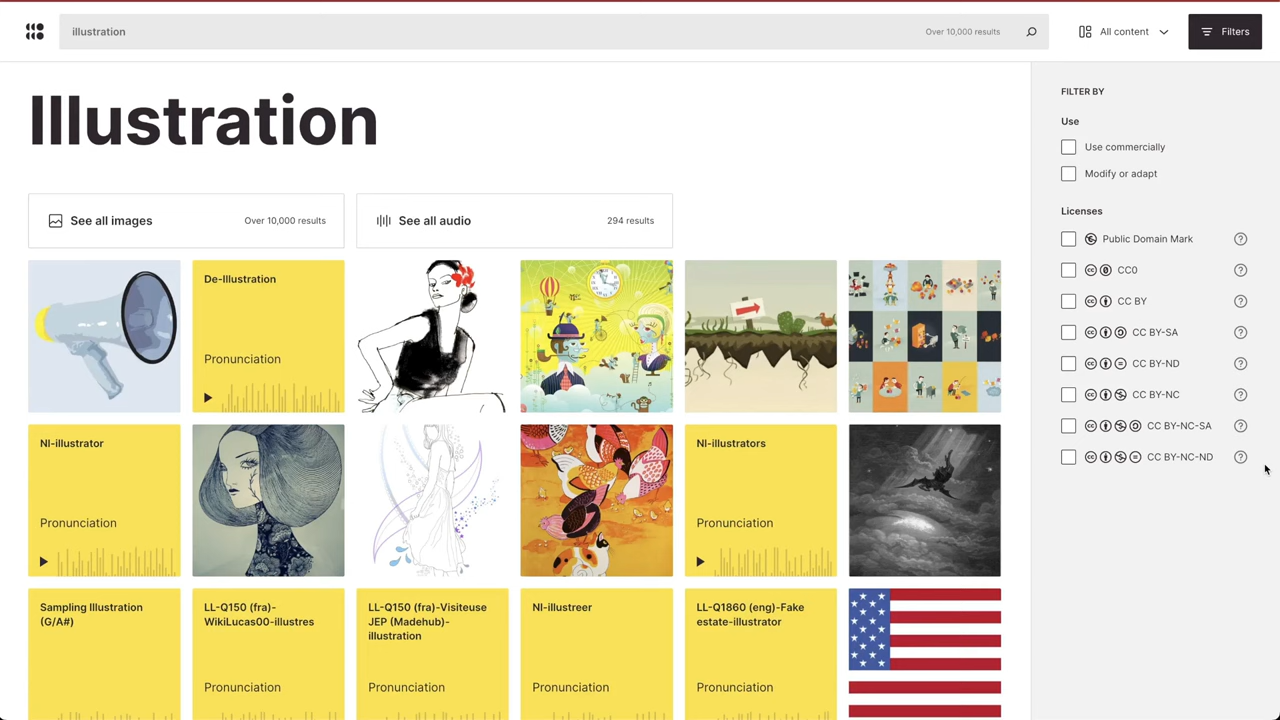 illustration
Over 10,000 results
All content
Filters
Illustration
See all images
Over 10,000 results
See all audio
294 results
De-Illustration
Pronunciation
NI-illustrator
Pronunciation
NI-illustrators
Pronunciation
Sampling Illustration
(G/A#)
LL-Q150 (fra)-
WikiLucas00-illustres
Pronunciation
LL-Q150 (fra)-Visiteuse
JEP (Madehub)-
illustration
Pronunciation
NI-illustreer
Pronunciation
LL-Q1860 (eng)-Fake
estate-illustrator
Pronunciation
FILTER BY
Use
Use commercially
Modify or adapt
Licenses
Public Domain Mark
CC0
CC BY
CC BY-SA
CC BY-ND
CC BY-NC
CC BY-NC-SA
CC BY-NC-ND